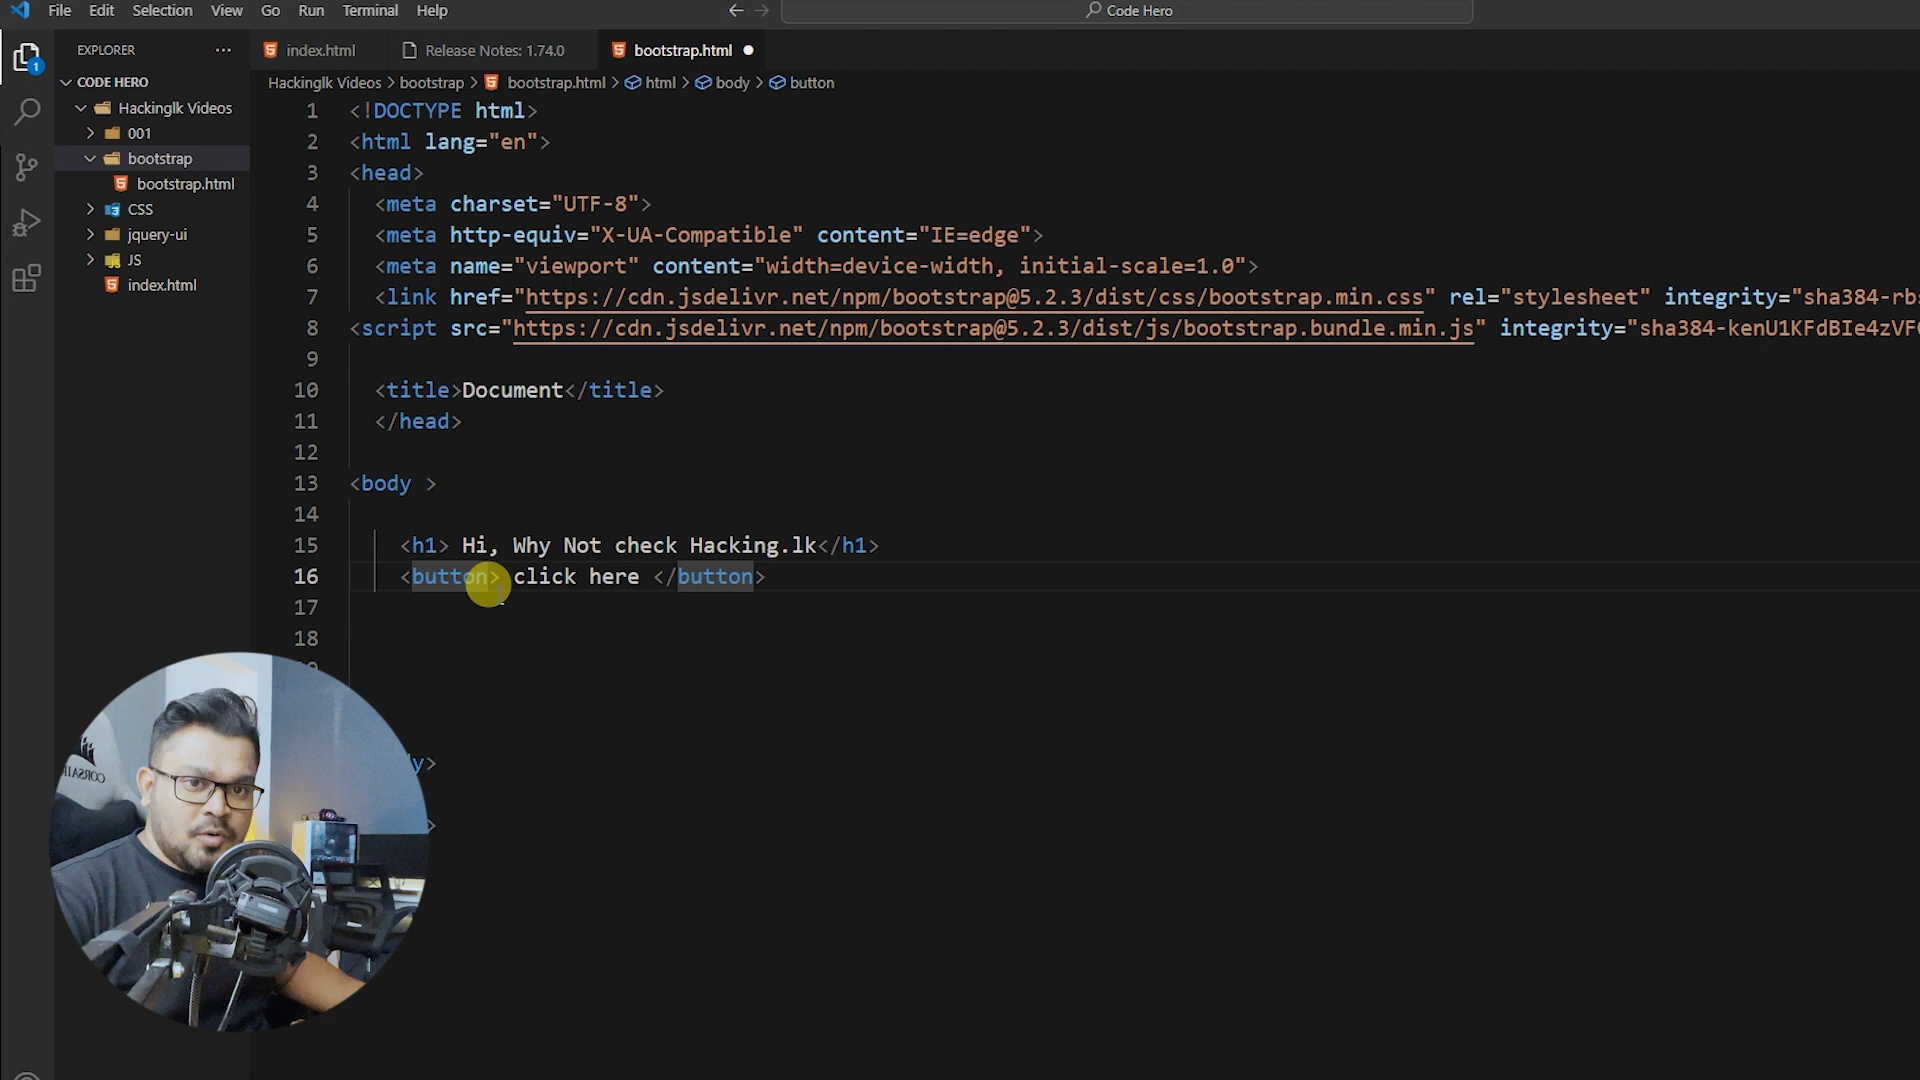 File Edit Selection View Go Run Terminal Help
Code Hero
EXPLORER ···
index.html
Release Notes: 1.74.0
bootstrap.html
1
CODE HERO
Hackinglk Videos
001
bootstrap
bootstrap.html
CSS
jquery-ui
JS
index.html
Hackinglk Videos > bootstrap > bootstrap.html > html > body > button
1 <!DOCTYPE html>
2 <html lang="en">
3 <head>
4 <meta charset="UTF-8">
5 <meta http-equiv="X-UA-Compatible" content="IE=edge">
6 <meta name="viewport" content="width=device-width, initial-scale=1.0">
7 <link href="https://cdn.jsdelivr.net/npm/bootstrap@5.2.3/dist/css/bootstrap.min.css" rel="stylesheet" integrity="sha384-rbs
8 <script src="https://cdn.jsdelivr.net/npm/bootstrap@5.2.3/dist/js/bootstrap.bundle.min.js" integrity="sha384-kenU1KFdBIe4zVF
9
10 <title>Document</title>
11 </head>
12
13 <body >
14
15 <h1> Hi, Why Not check Hacking.lk</h1>
16 <button> click here </button>
17
18
y>
>
CORSAIR